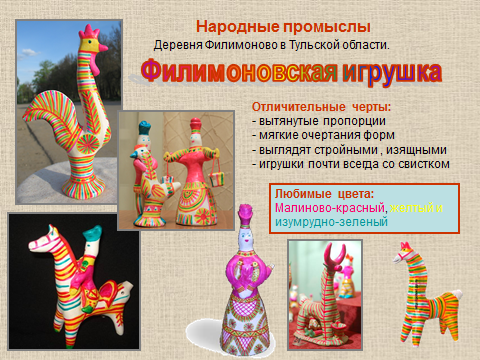 Народные промыслы
Деревня Филимоново в Тульской области.
Филимоновская игрушка
Отличительные черты:
- вытянутые пропорции
- мягкие очертания форм
- выглядят стройными , изящными
- игрушки почти всегда со свистком
Любимые цвета:
Малиново-красный, желтый и
изумрудно-зеленый